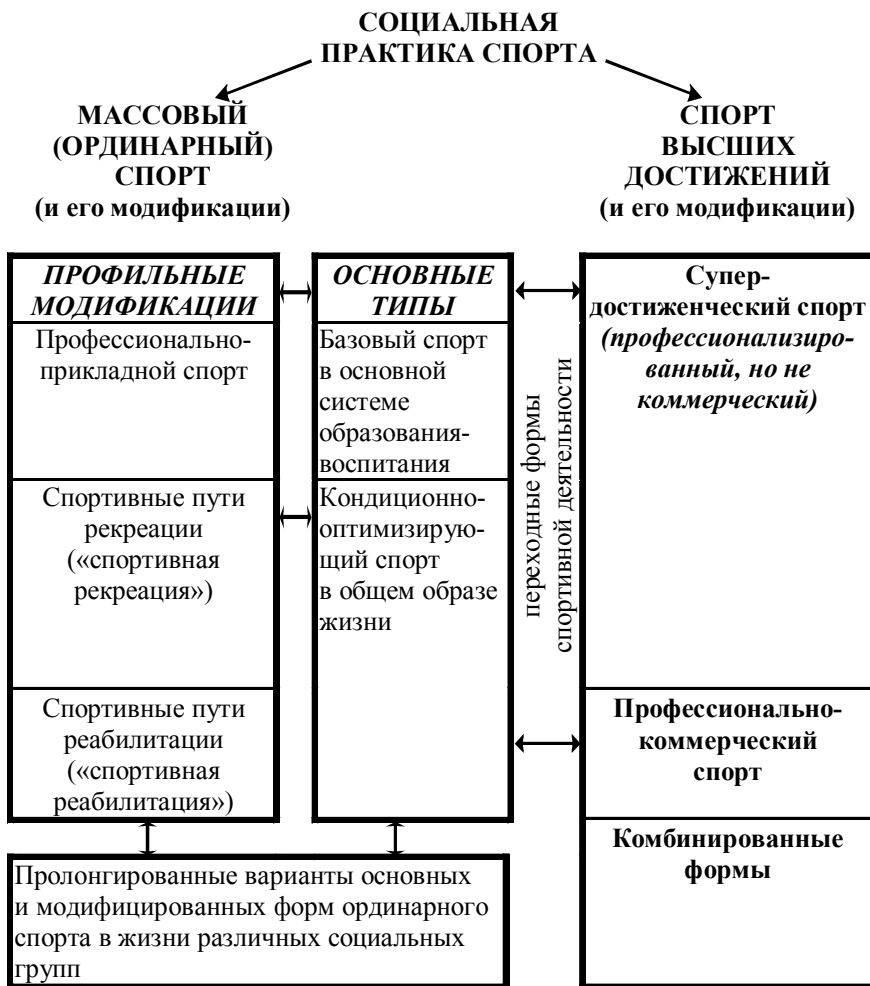 СОЦИАЛЬНАЯ
ПРАКТИКА СПОРТА
МАССОВЫЙ
(ОРДИНАРНЫЙ)
СПОРТ
(и его модификации)
СПОРТ
ВЫСШИХ
ДОСТИЖЕНИЙ
(и его модификации)
ПРОФИЛЬНЫЕ
МОДИФИКАЦИИ
Профессионально-
прикладной спорт
Спортивные пути
рекреации
(«спортивная
рекреация»)
Спортивные пути
реабилитации
(«спортивная
реабилитация»)
ОСНОВНЫЕ
ТИПЫ
Базовый спорт
в основной
системе
образования-
воспитания
Кондиционно-
оптимизирую-
щий спорт
в общем образе
жизни
переходные формы
спортивной деятельности
Супер-
достиженческий спорт
(профессионализиро-
ванный, но не
коммерческий)
Профессионально-
коммерческий
спорт
Комбинированные
формы
Пролонгированные варианты основных
и модифицированных форм ординарного
спорта в жизни различных социальных
групп